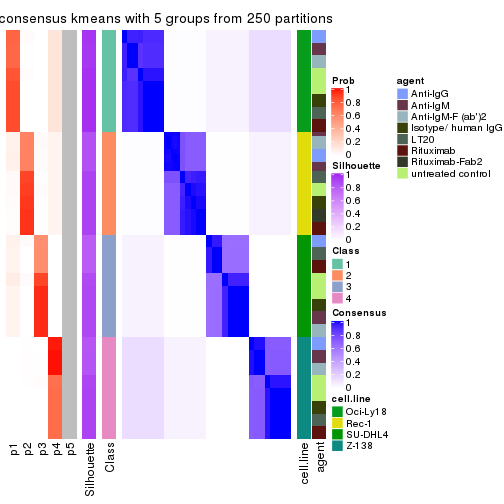 consensus kmeans with 5 groups from 250 partitions
Prob
1
0.8
0.6
0.4
0.2
0
Silhouette
1
0.8
0.6
0.4
0.2
0
Class
1
2
3
4
Consensus
1
0.8
0.6
0.4
0.2
0
cell.line
Oci-Ly18
Rec-1
SU-DHL4
Z-138
agent
Anti-IgG
Anti-IgM
Anti-IgM-F (ab')2
Isotype/ human IgG
LT20
Rituximab
Rituximab-Fab2
untreated control
p1
p2
p3
p4
p5
Silhouette
Class
cell.line
agent